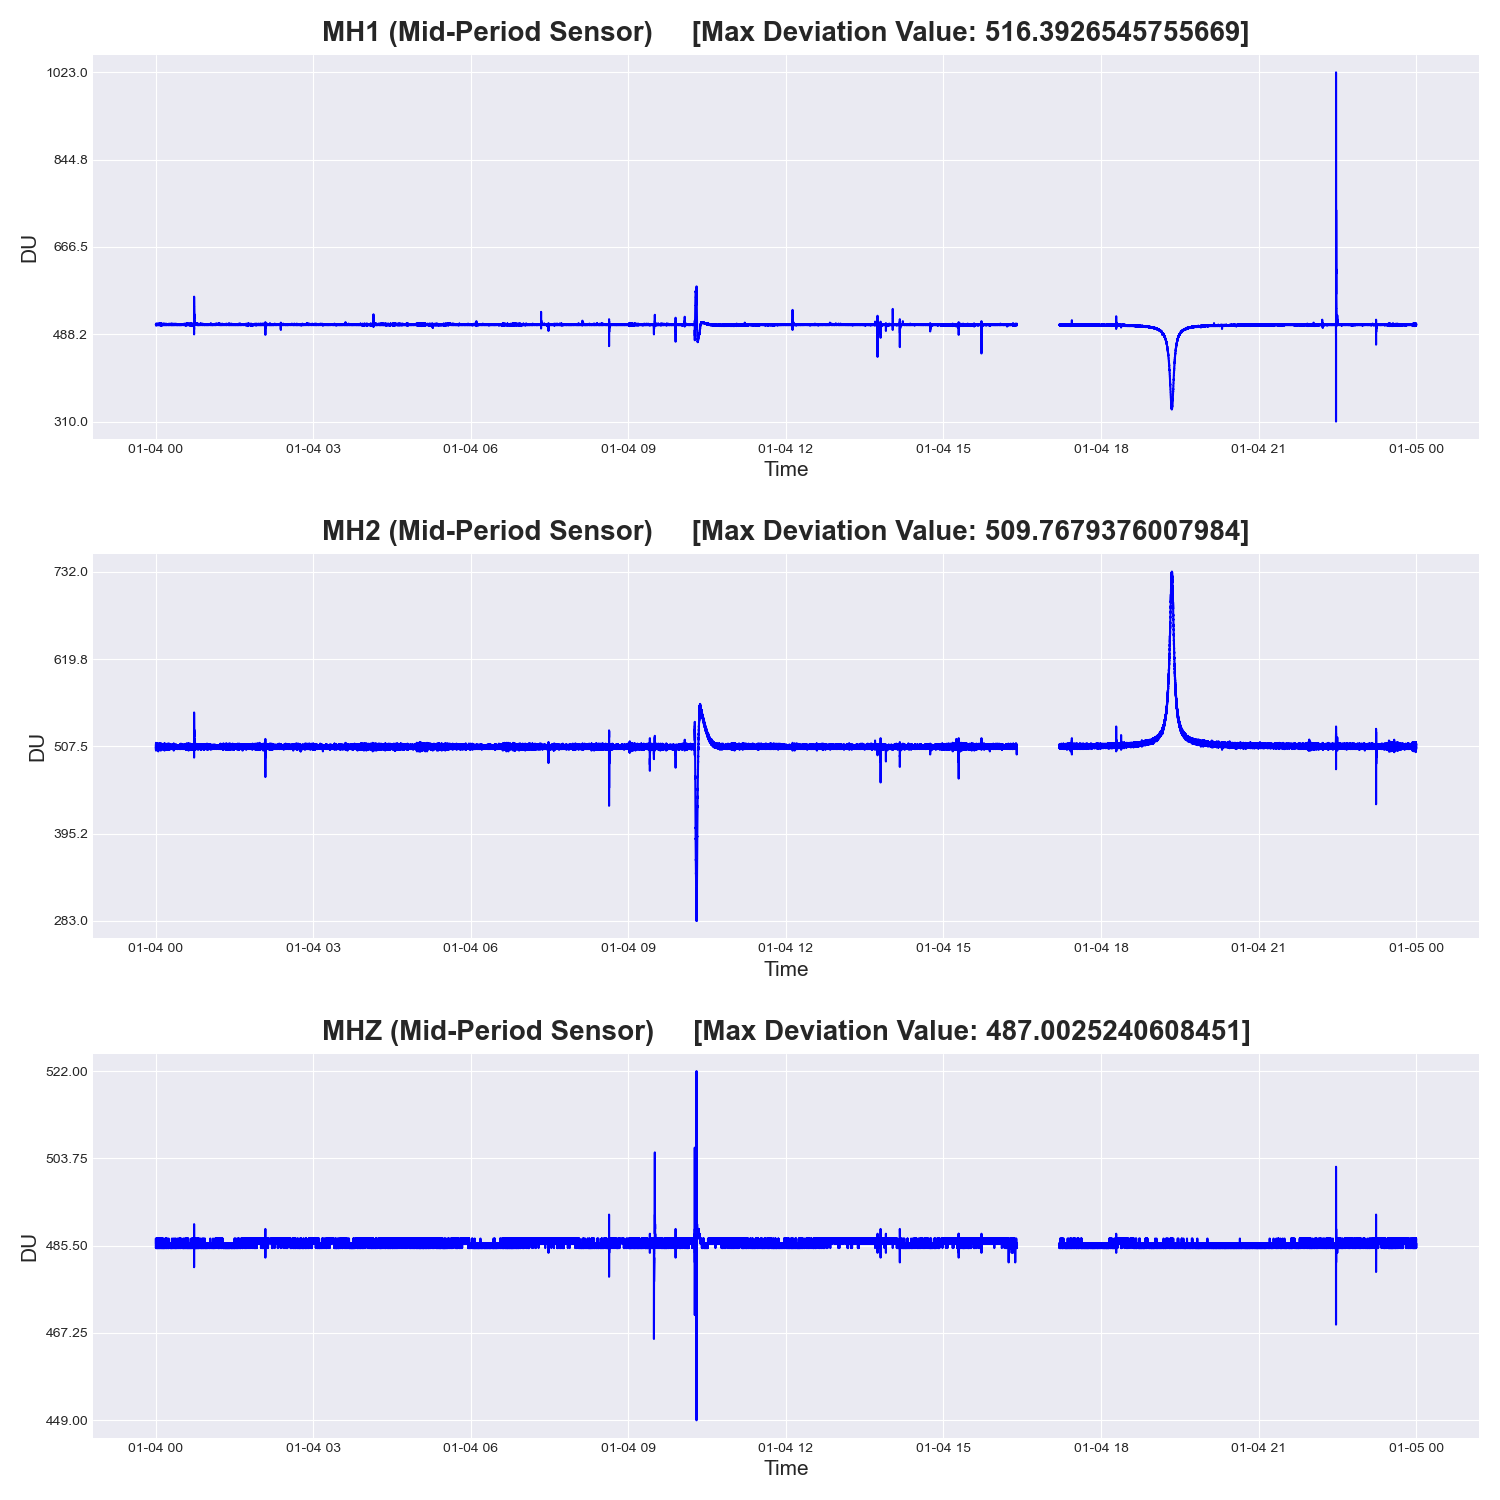 MH1 (Mid-Period Sensor) [Max Deviation Value: 516.3926545755669]
1023.0
844.8
666.5
488.2
310.0
DU
01-04 00 01-04 03 01-04 06 01-04 09 01-04 12 01-04 15 01-04 18 01-04 21 01-05 00
Time
MH2 (Mid-Period Sensor) [Max Deviation Value: 509.7679376007984]
732.0
619.8
507.5
395.2
283.0
DU
01-04 00 01-04 03 01-04 06 01-04 09 01-04 12 01-04 15 01-04 18 01-04 21 01-05 00
Time
MHZ (Mid-Period Sensor) [Max Deviation Value: 487.0025240608451]
522.00
503.75
485.50
467.25
449.00
DU
01-04 00 01-04 03 01-04 06 01-04 09 01-04 12 01-04 15 01-04 18 01-04 21 01-05 00
Time